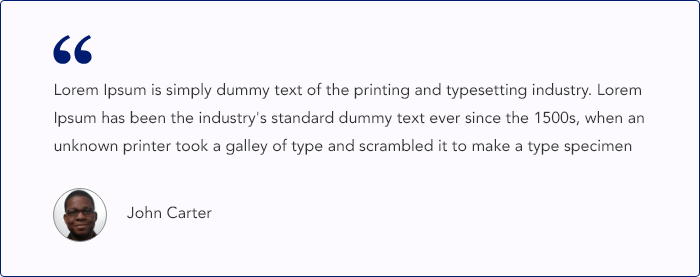 “
Lorem Ipsum is simply dummy text of the printing and typesetting industry. Lorem
Ipsum has been the industry's standard dummy text ever since the 1500s, when an
unknown printer took a galley of type and scrambled it to make a type specimen
John Carter